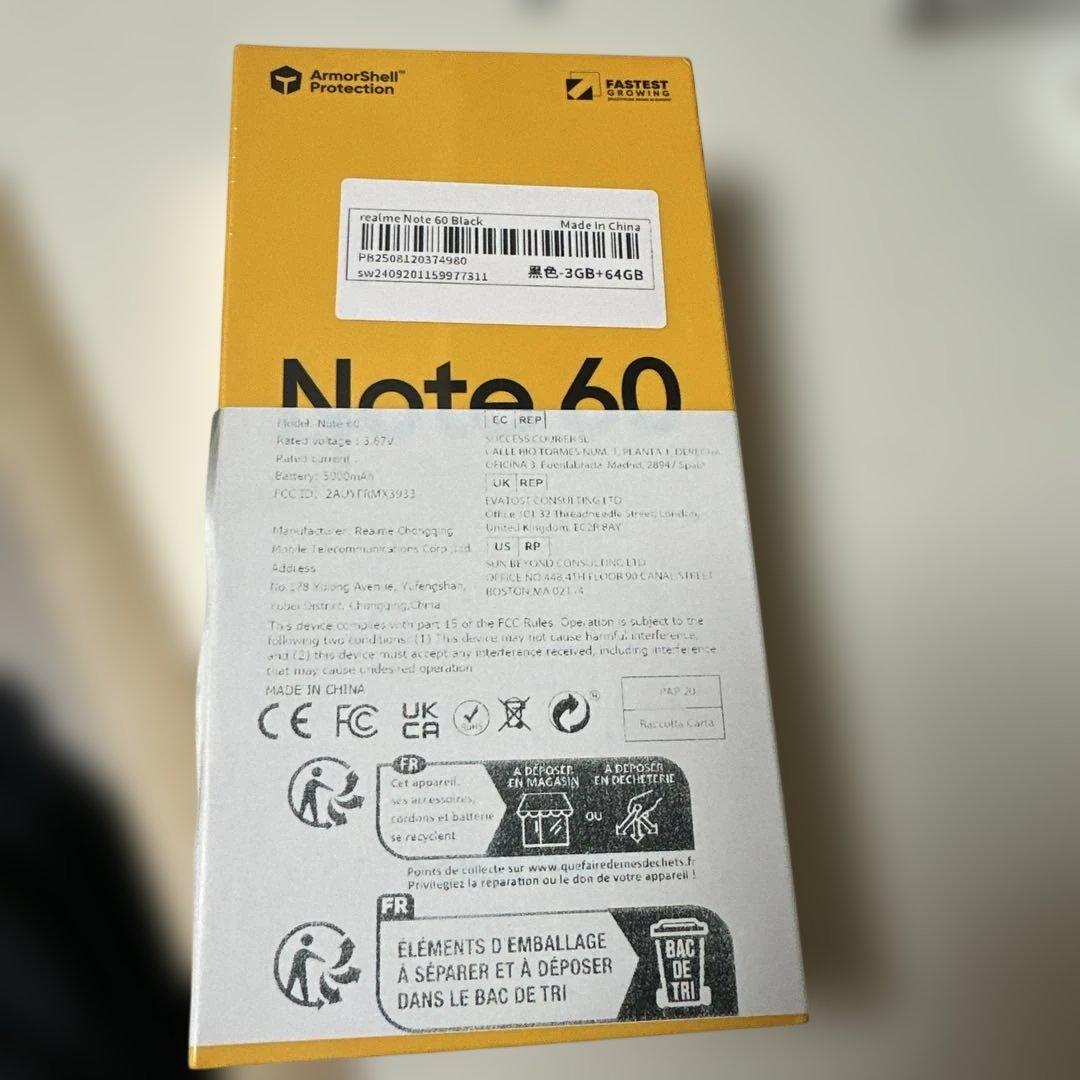 ArmorShell™
Protection
FASTEST
GROWING
realme Note 60 Black
Made In China
PB2508120374980
sw2409201159977311
黑色-3GB+64GB
Note 60
Model: Note 60
Rated voltage : 3.67V
Rated current :
Battery: 5000mAh
FCC ID: 2AUYFRMX3933
Manufacturer: Realme Chongqing
Mobile Telecommunications Corp.,Ltd.
Address
No.178 Yulong Avenue, Yufengshan,
Yubei District, Chongqing,China
EC REP
SUCCESS COURIER SL
CALLE RIO TORMES NUM. 1, PLANTA 1, DERECHA,
OFICINA 3, Fuenlabrada, Madrid, 28947 Spain
UK REP
EVATOST CONSULTING LTD
Office 101 32 Threadneedle Street, London,
United Kingdom, EC2R 8AY
US RP
SUN BEYOND CONSULTING LTD
OFFICE NO.448,4TH FLOOR 90 CANAL STREET
BOSTON,MA 02114
This device complies with part 15 of the FCC Rules. Operation is subject to the
following two conditions: (1) This device may not cause harmful interference,
and (2) this device must accept any interference received, including interference
that may cause undesired operation
MADE IN CHINA
CE FC UK CA RoHS
PAP 20
Raccolta Carta
FR
Cet appareil,
ses accessoires,
cordons et batterie
se recyclent
À DÉPOSER
EN MAGASIN
OU
À DÉPOSER
EN DÉCHÈTERIE
Points de collecte sur www.quefairedemesdechets.fr
Privilégiez la réparation ou le don de votre appareil !
FR
ÉLÉMENTS D'EMBALLAGE
À SÉPARER ET À DÉPOSER
DANS LE BAC DE TRI
BAC
DE
TRI